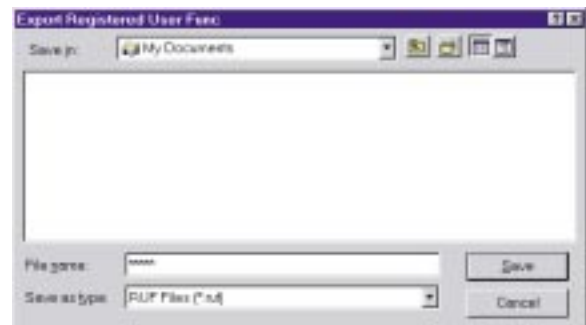 Export Registered User Func
Save in: My Documents
File name: *****
Save as type: RUF Files (*.ruf)
Save
Cancel